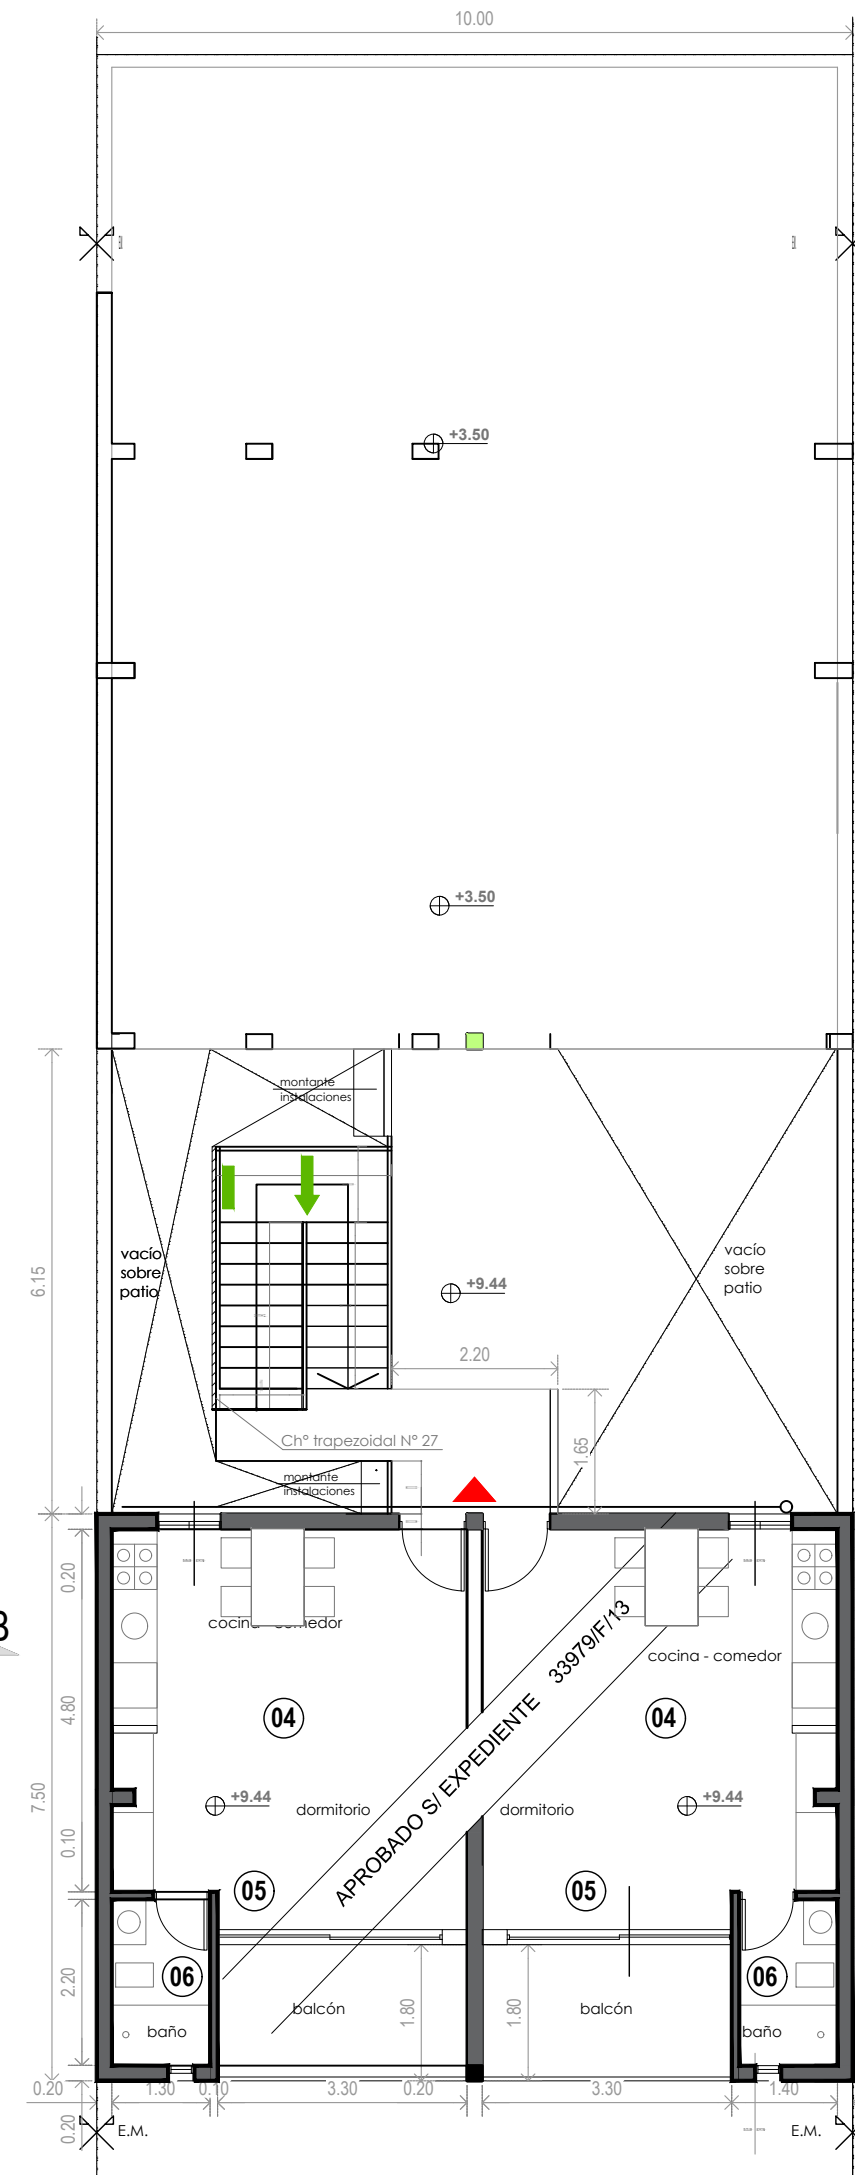 10.00
+3.50
+3.50
montante
instalaciones
vacío
sobre
patio
vacío
sobre
patio
6.15
+9.44
2.20
1.65
Chº trapezoidal Nº 27
montante
instalaciones
0.20
cocina - comedor
cocina - comedor
APROBADO S/ EXPEDIENTE 33979/F/13
3
4.80
04
04
7.50
+9.44
+9.44
dormitorio
dormitorio
0.10
05
05
2.20
06
06
1.80
1.80
balcón
balcón
baño
baño
0.20
1.30
0.10
3.30
0.20
3.30
1.40
0.20
E.M.
E.M.